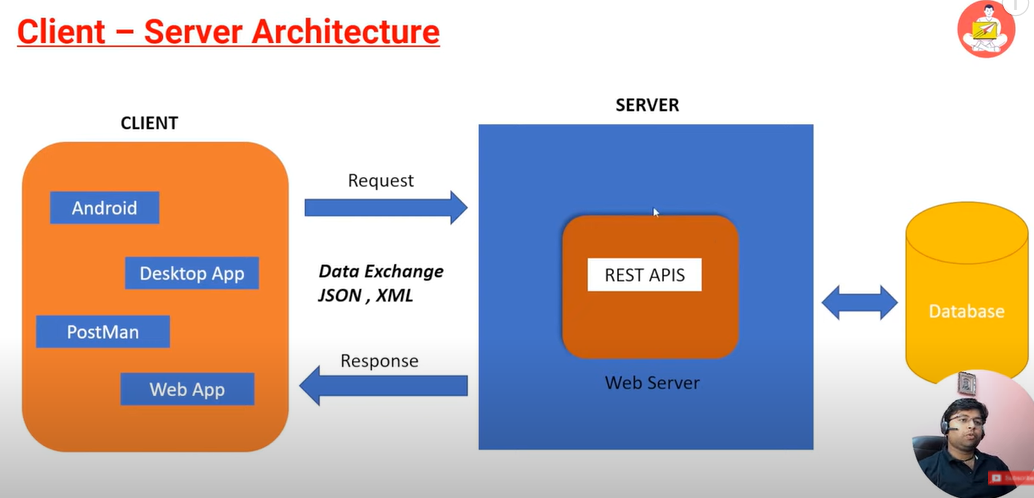 Client – Server Architecture
CLIENT
SERVER
Android
Desktop App
PostMan
Web App
Request
Data Exchange
JSON , XML
Response
REST APIS
Web Server
Database